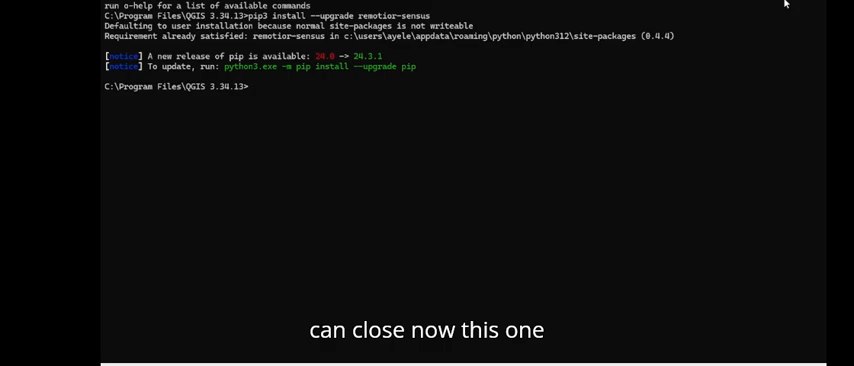 run o-help for a list of available commands
C:\Program Files\QGIS 3.34.13>pip3 install --upgrade remotior-sensus
Defaulting to user installation because normal site-packages is not writeable
Requirement already satisfied: remotior-sensus in c:\users\ayele\appdata\roaming\python\python312\site-packages (0.4.4)
[notice] A new release of pip is available: 24.0 -> 24.3.1
[notice] To update, run: python3.exe -m pip install --upgrade pip
C:\Program Files\QGIS 3.34.13>
can close now this one